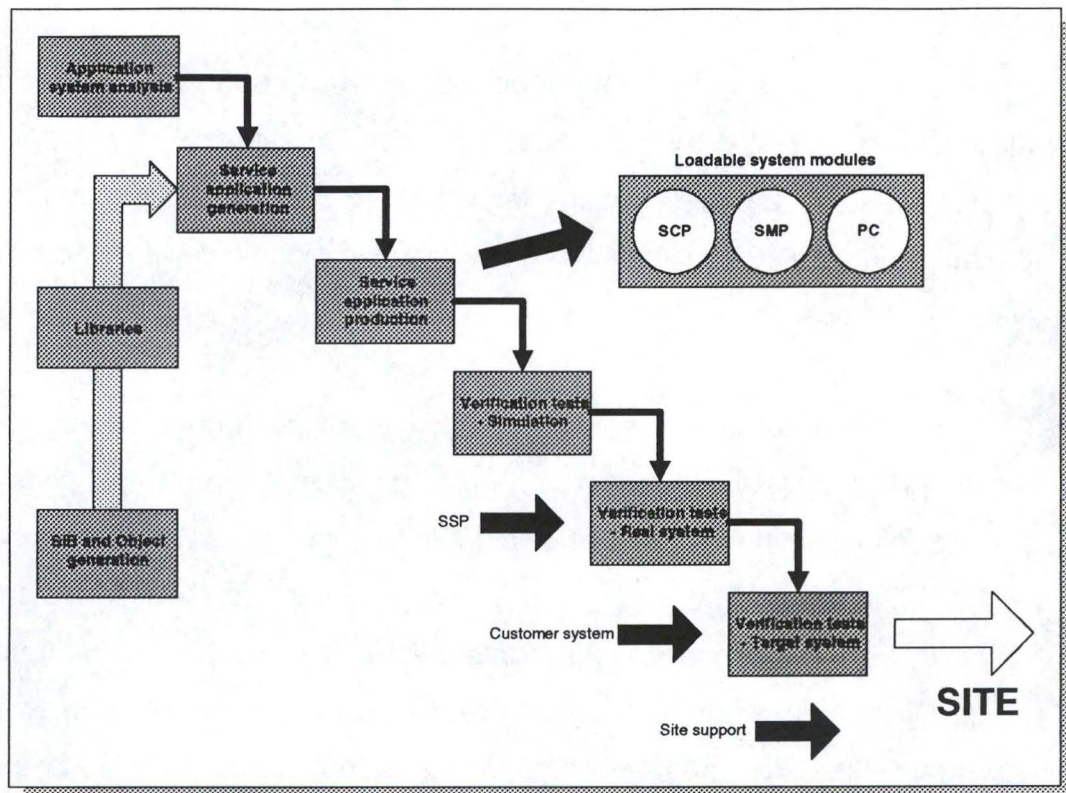 Application
system analysis
Service
application
generation
Loadable system modules
SCP
SMP
PC
Service
application
production
Libraries
Verification tests
- Simulation
SSP
Verification tests
- Real system
SIB and Object
generation
Customer system
Verification tests
- Target system
SITE
Site support